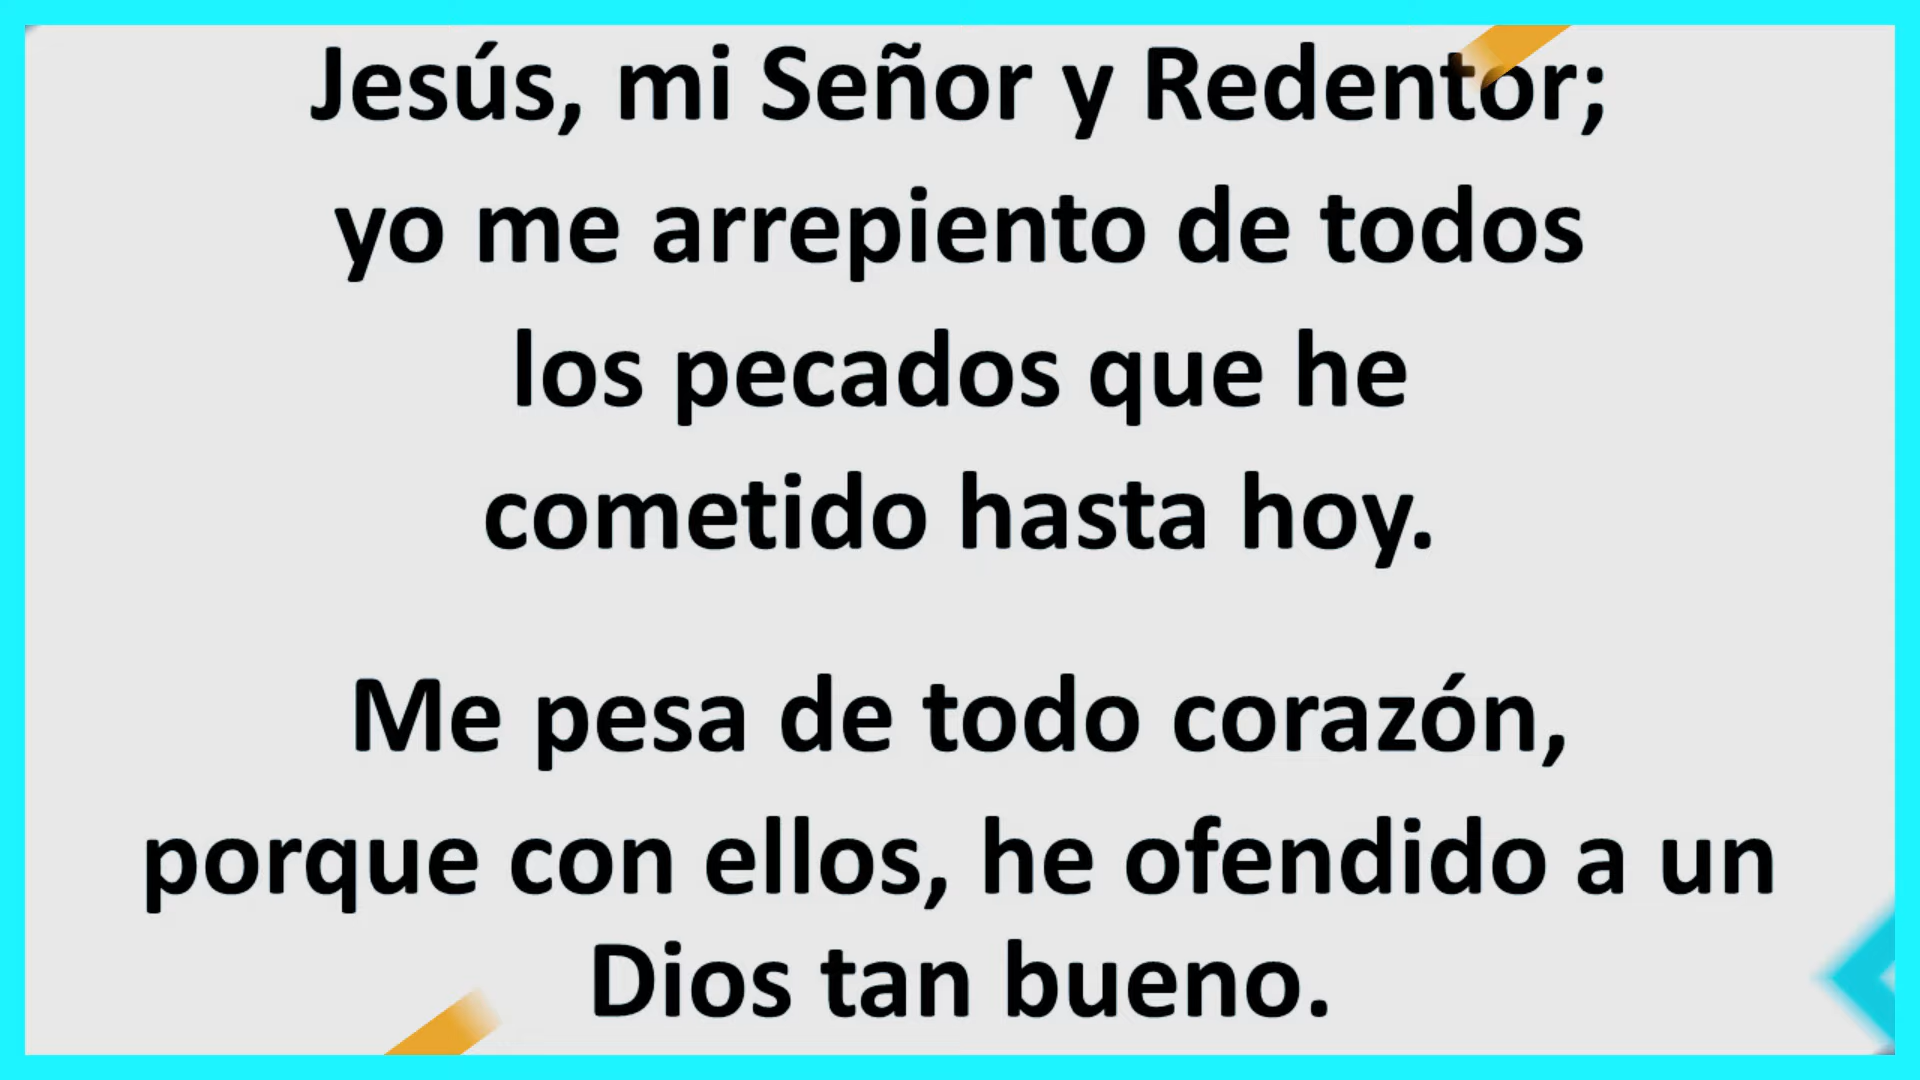 Jesús, mi Señor y Redentor;
yo me arrepiento de todos
los pecados que he
cometido hasta hoy.
Me pesa de todo corazón,
porque con ellos, he ofendido a un
Dios tan bueno.